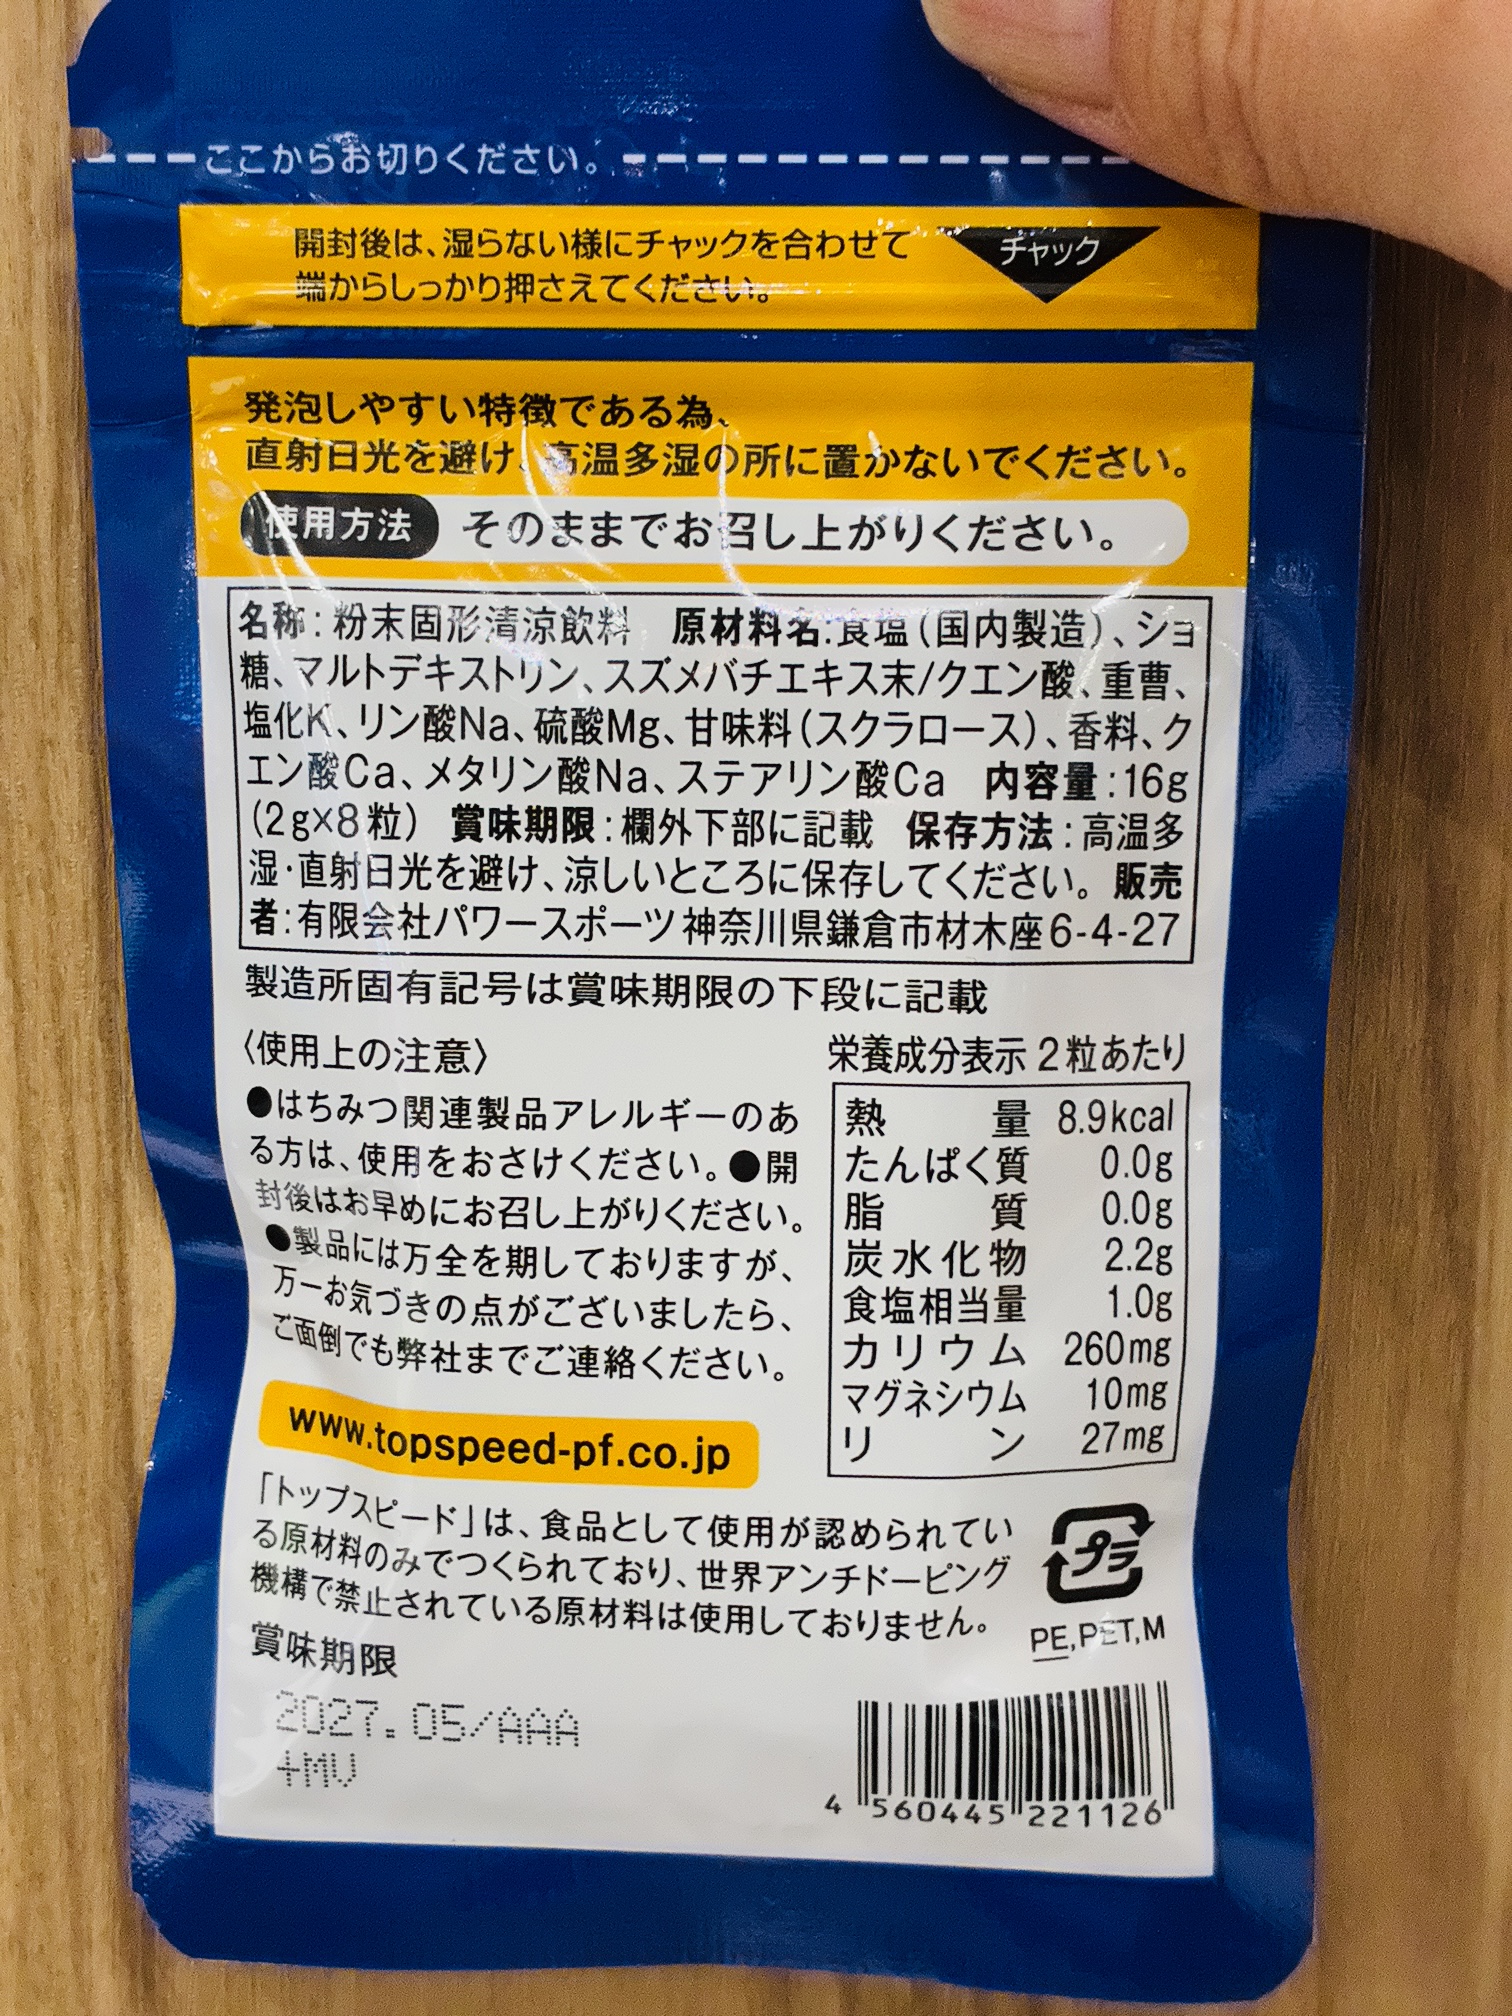 ここからお切りください。
開封後は、湿らない様にチャックを合わせて
端からしっかり押さえてください。
チャック
発泡しやすい特徴である為、
直射日光を避け、高温多湿の所に置かないでください。
使用方法 そのままでお召し上がりください。
名称:粉末固形清涼飲料 原材料名:食塩(国内製造)、ショ
糖、マルトデキストリン、スズメバチエキス末/クエン酸、重曹、
塩化K、リン酸Na、硫酸Mg、甘味料(スクラロース)、香料、ク
エン酸Ca、メタリン酸Na、ステアリン酸Ca 内容量:16g
(2g×8粒) 賞味期限:欄外下部に記載 保存方法:高温多
湿・直射日光を避け、涼しいところに保存してください。 販売
者:有限会社パワースポーツ 神奈川県鎌倉市材木座6-4-27
製造所固有記号は賞味期限の下段に記載
〈使用上の注意〉
●はちみつ関連製品アレルギーのあ
る方は、使用をおさけください。●開
封後はお早めにお召し上がりください。
●製品には万全を期しておりますが、
万一お気づきの点がございましたら、
ご面倒でも弊社までご連絡ください。
www.topspeed-pf.co.jp
栄養成分表示 2粒あたり
熱量 8.9kcal
たんぱく質 0.0g
脂質 0.0g
炭水化物 2.2g
食塩相当量 1.0g
カリウム 260mg
マグネシウム 10mg
リン 27mg
「トップスピード」は、食品として使用が認められてい
る原材料のみでつくられており、世界アンチドーピング
機構で禁止されている原材料は使用しておりません。
プラ
PE,PET,M
賞味期限
2027.05/AAA
+MV
4 560445 221126